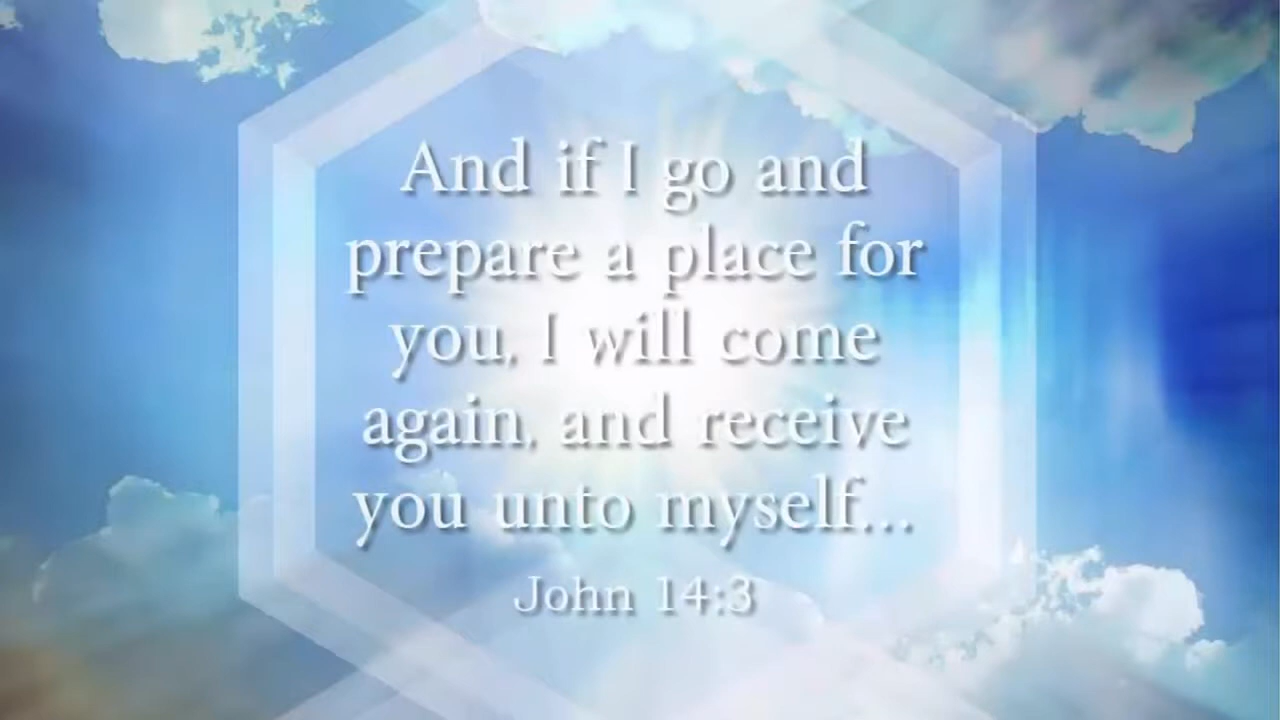 And if I go and
prepare a place for
you, I will come
again, and receive
you unto myself...
John 14:3